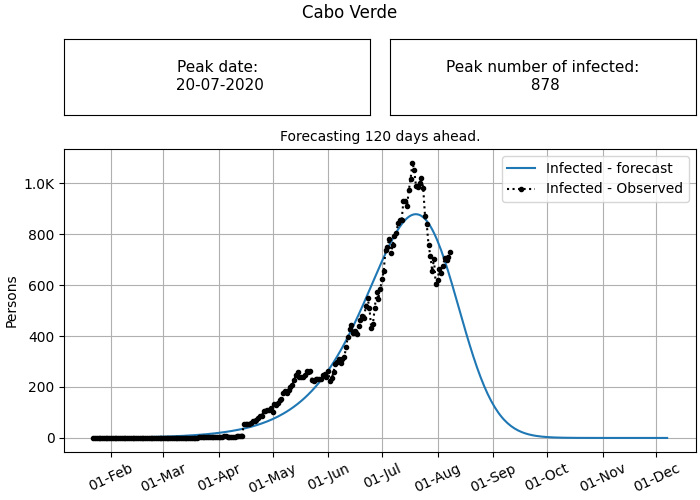 Cabo Verde
Peak date:
20-07-2020
Peak number of infected:
878
Forecasting 120 days ahead.
Infected - forecast
Infected - Observed
Persons
1.0K
800
600
400
200
0
01-Feb
01-Mar
01-Apr
01-May
01-Jun
01-Jul
01-Aug
01-Sep
01-Oct
01-Nov
01-Dec